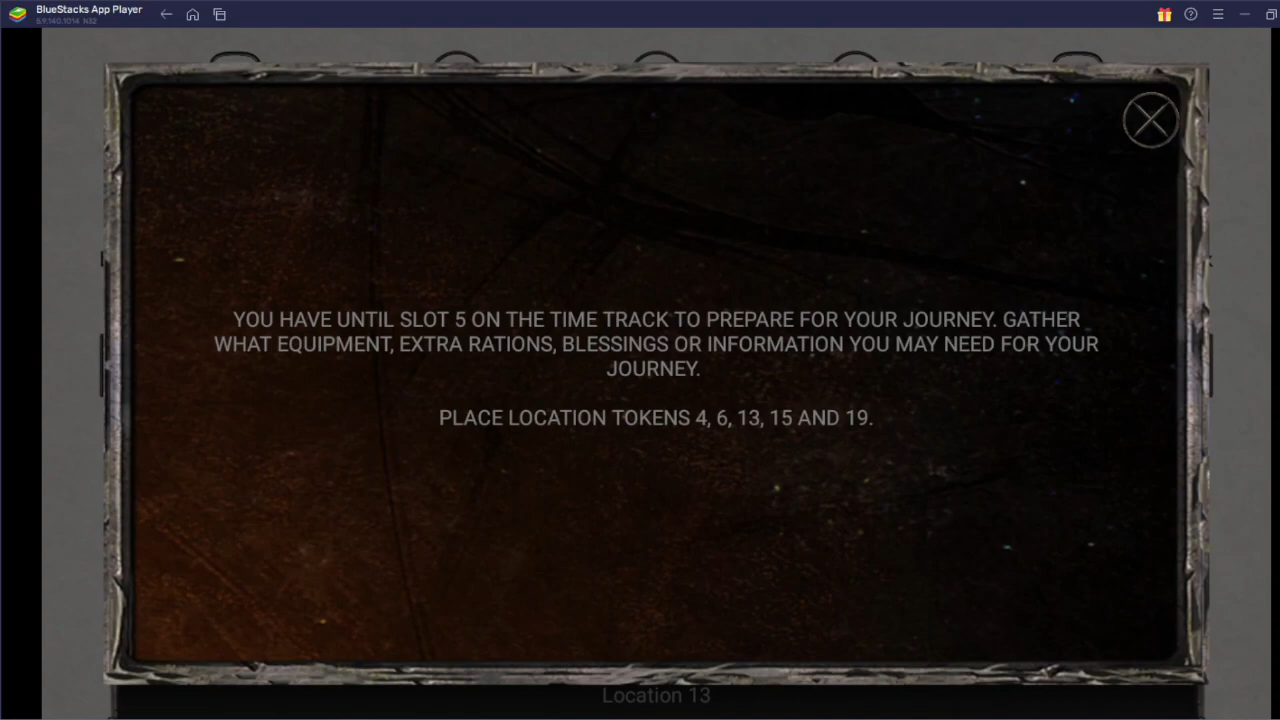 BlueStacks App Player
5.9.140.1014 N32
YOU HAVE UNTIL SLOT 5 ON THE TIME TRACK TO PREPARE FOR YOUR JOURNEY. GATHER
WHAT EQUIPMENT, EXTRA RATIONS, BLESSINGS OR INFORMATION YOU MAY NEED FOR YOUR
JOURNEY.
PLACE LOCATION TOKENS 4, 6, 13, 15 AND 19.
Location 13